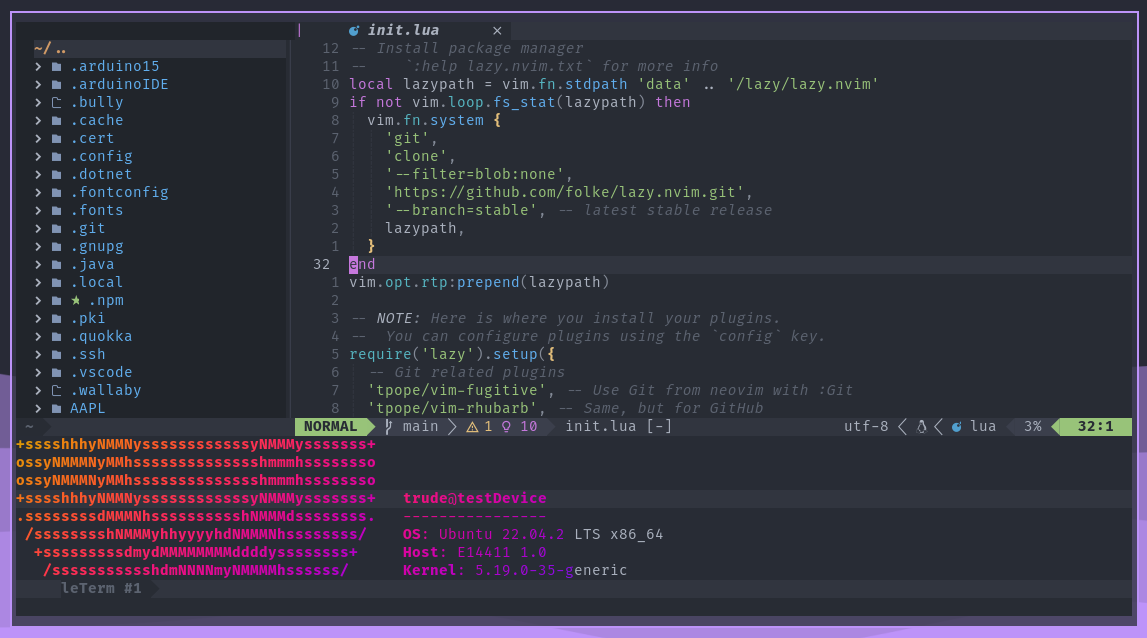 init.lua ×
~/..
.arduino15
.arduinoIDE
.bully
.cache
.cert
.config
.dotnet
.fontconfig
.fonts
.git
.gnupg
.java
.local
★ .npm
.pki
.quokka
.ssh
.vscode
.wallaby
AAPL
12 -- Install package manager
11 --    `:help lazy.nvim.txt` for more info
10 local lazypath = vim.fn.stdpath 'data' .. '/lazy/lazy.nvim'
9 if not vim.loop.fs_stat(lazypath) then
8   vim.fn.system {
7     'git',
6     'clone',
5     '--filter=blob:none',
4     'https://github.com/folke/lazy.nvim.git',
3     '--branch=stable', -- latest stable release
2     lazypath,
1   }
32 end
1 vim.opt.rtp:prepend(lazypath)
2
3 -- NOTE: Here is where you install your plugins.
4 --  You can configure plugins using the `config` key.
5 require('lazy').setup({
6   -- Git related plugins
7   'tpope/vim-fugitive', -- Use Git from neovim with :Git
8   'tpope/vim-rhubarb', -- Same, but for GitHub
~ NORMAL main 1 10 init.lua [-] utf-8 lua 3% 32:1
+sssshhhyNMMNysssssssssssssyNMMMysssssss+
ossyNMMMNyMMhsssssssssssssshmmmhssssssso
ossyNMMMNyMMhsssssssssssssshmmmhssssssso
+sssshhhyNMMNysssssssssssssyNMMMysssssss+   trude@testDevice
.ssssssssdMMMNhsssssssssshNMMMdssssssss.   ----------------
/sssssssshNMMMyhhyyyyhdNMMMNhssssssss/    OS: Ubuntu 22.04.2 LTS x86_64
+sssssssssdmydMMMMMMMMddddyssssssss+     Host: E14411 1.0
/ssssssssssshdmNNNNmyNMMMMhssssss/      Kernel: 5.19.0-35-generic
leTerm #1